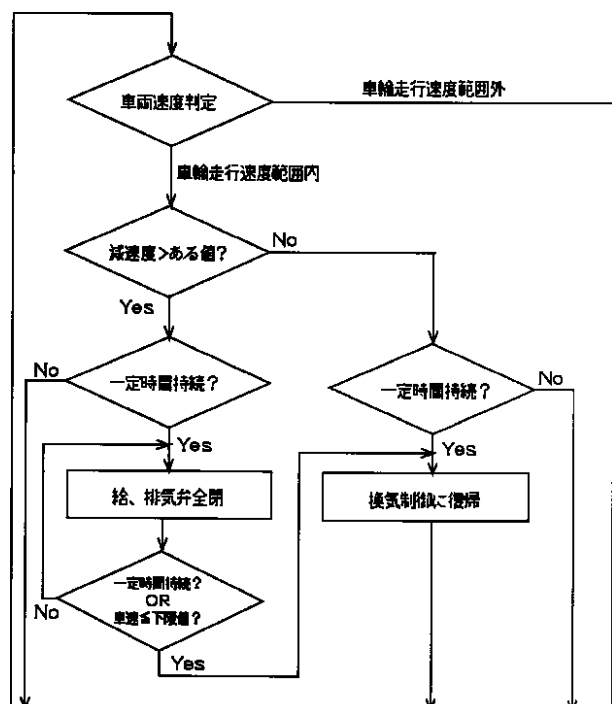 車両速度判定
車輪走行速度範囲外
車輪走行速度範囲内
減速度>ある値?
No
Yes
No
一定時間持続?
一定時間持続?
No
Yes
Yes
給、排気弁全閉
換気制御に復帰
一定時間持続?
OR
車速≦下限値?
No
Yes